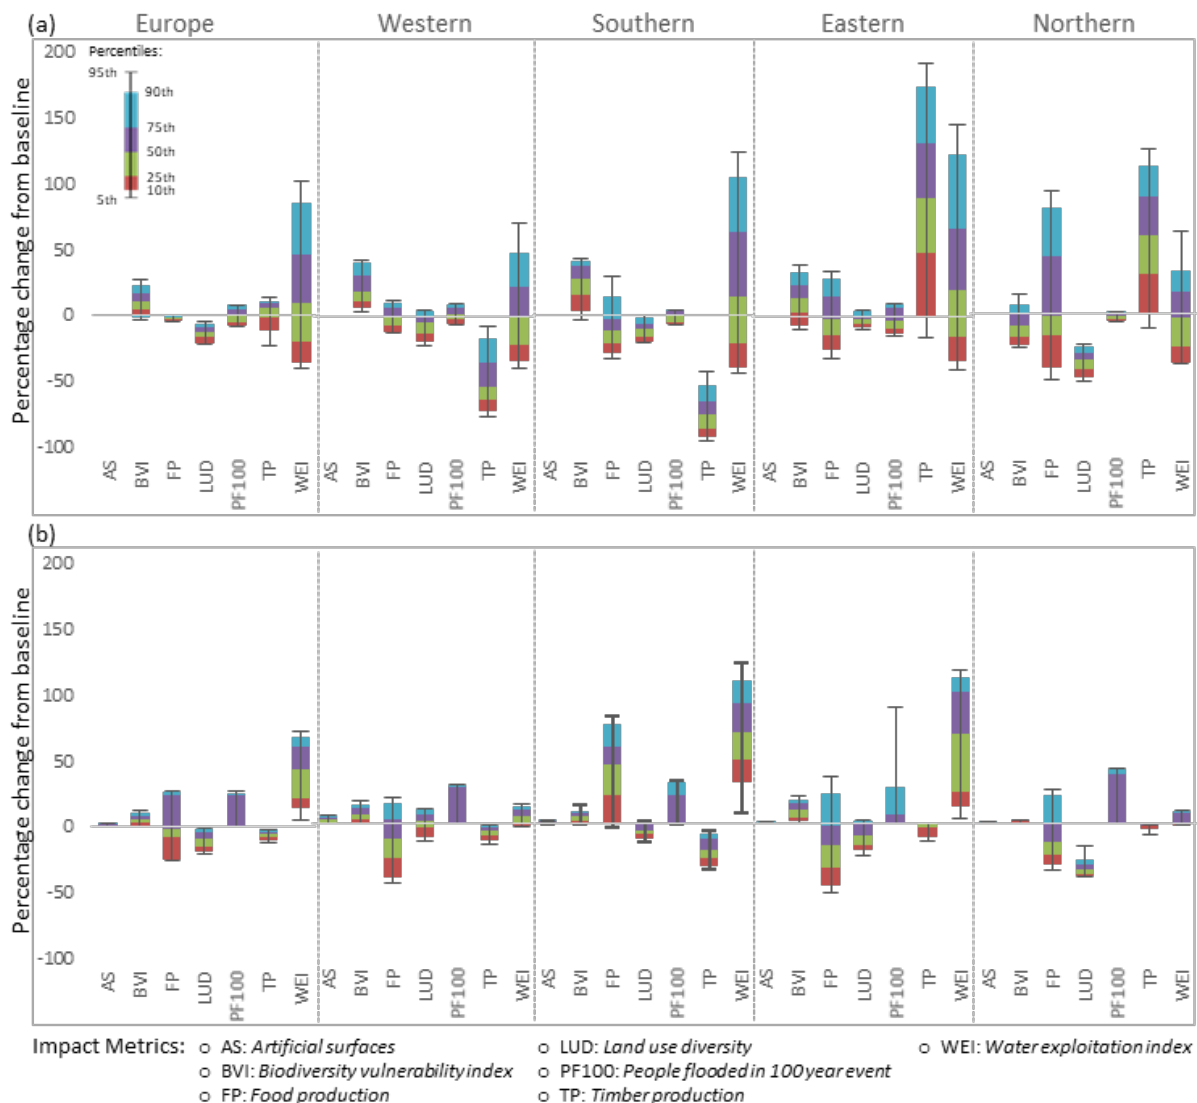 (a) Europe Western Southern Eastern Northern
Percentage change from baseline
200
150
100
50
0
-50
-100
Percentiles:
95th
90th
75th
50th
25th
10th
5th
AS BVI FP LUD PF100 TP WEI AS BVI FP LUD PF100 TP WEI AS BVI FP LUD PF100 TP WEI AS BVI FP LUD PF100 TP WEI AS BVI FP LUD PF100 TP WEI
(b)
Percentage change from baseline
200
150
100
50
0
-50
-100
AS BVI FP LUD PF100 TP WEI AS BVI FP LUD PF100 TP WEI AS BVI FP LUD PF100 TP WEI AS BVI FP LUD PF100 TP WEI AS BVI FP LUD PF100 TP WEI
Impact Metrics: ○ AS: Artificial surfaces ○ LUD: Land use diversity ○ WEI: Water exploitation index
○ BVI: Biodiversity vulnerability index ○ PF100: People flooded in 100 year event
○ FP: Food production ○ TP: Timber production